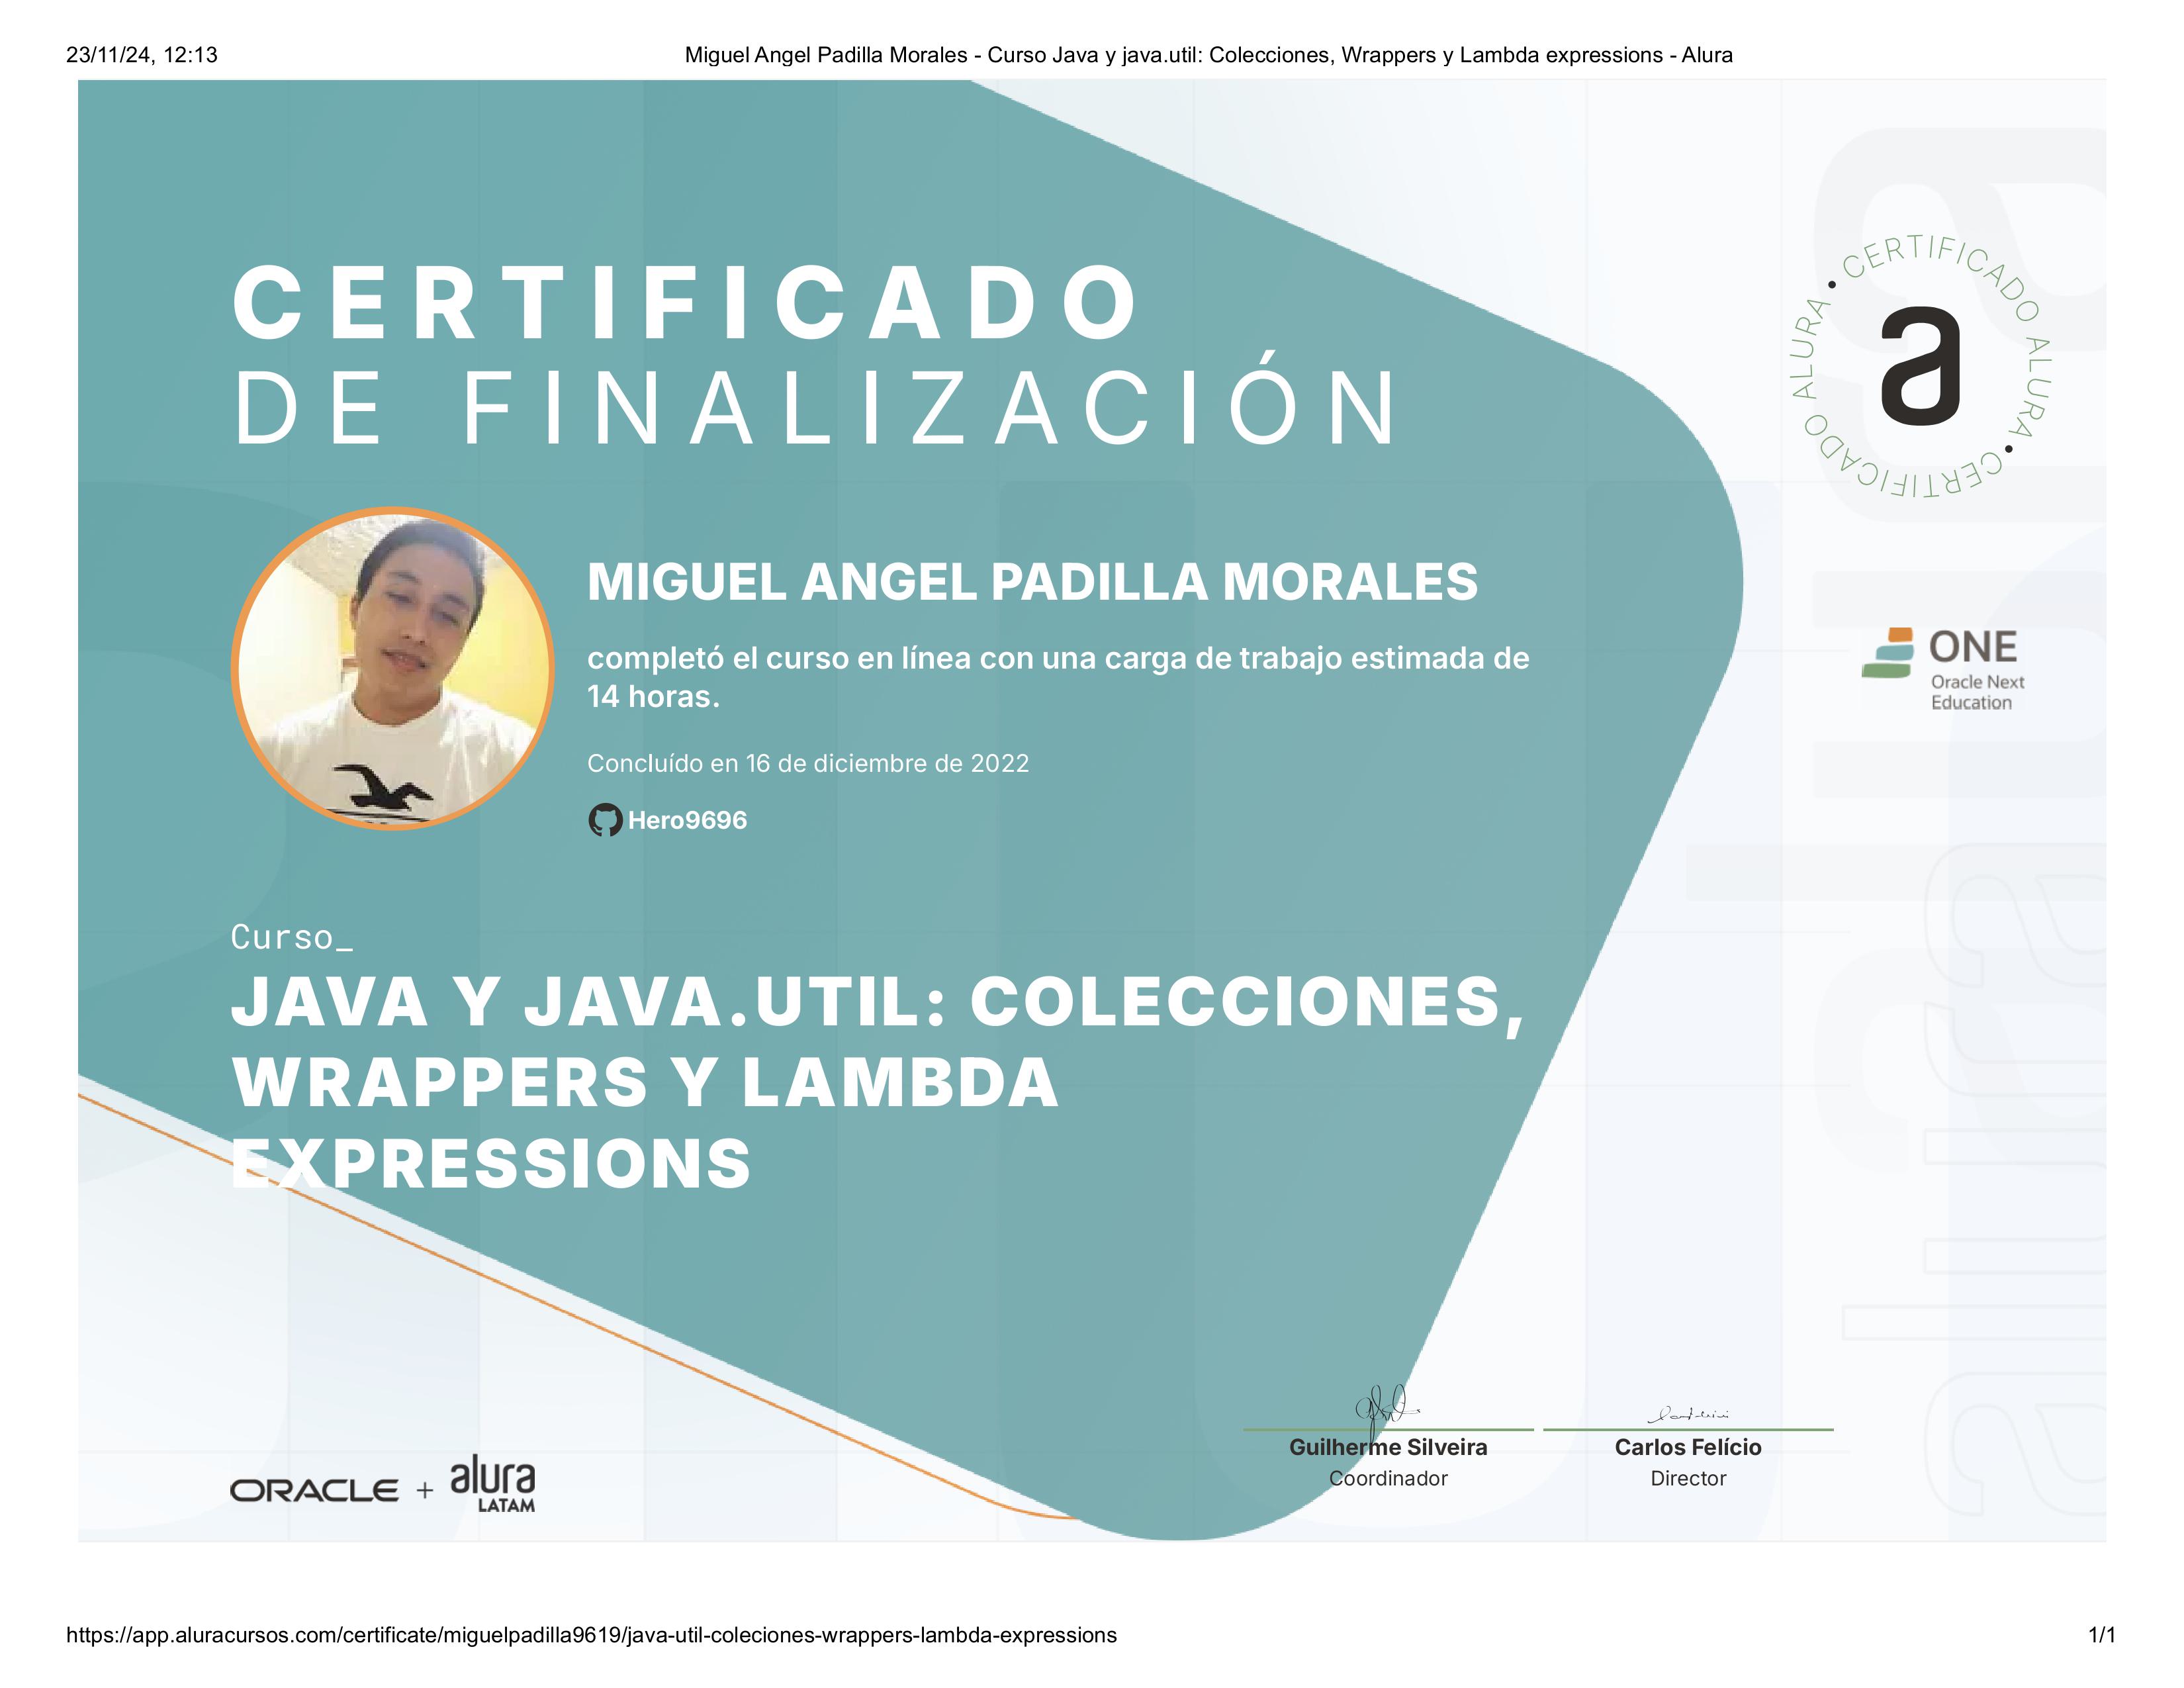 23/11/24, 12:13
Miguel Angel Padilla Morales - Curso Java y java.util: Colecciones, Wrappers y Lambda expressions - Alura
CERTIFICADO
DE FINALIZACIÓN
• CERTIFICADO ALURA • CERTIFICADO ALURA
a
MIGUEL ANGEL PADILLA MORALES
completó el curso en línea con una carga de trabajo estimada de
14 horas.
Concluído en 16 de diciembre de 2022
Hero9696
ONE
Oracle Next
Education
Curso_
JAVA Y JAVA.UTIL: COLECCIONES,
WRAPPERS Y LAMBDA
EXPRESSIONS
alura
alura
Guilherme Silveira
Coordinador
Carlos Felício
Director
ORACLE + alura
LATAM
https://app.aluracursos.com/certificate/miguelpadilla9619/java-util-coleciones-wrappers-lambda-expressions
1/1